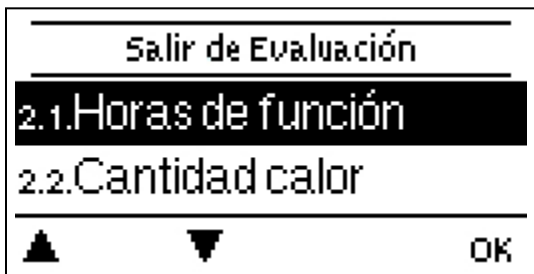 Salir de Evaluación
2.1.Horas de función
2.2.Cantidad calor
OK